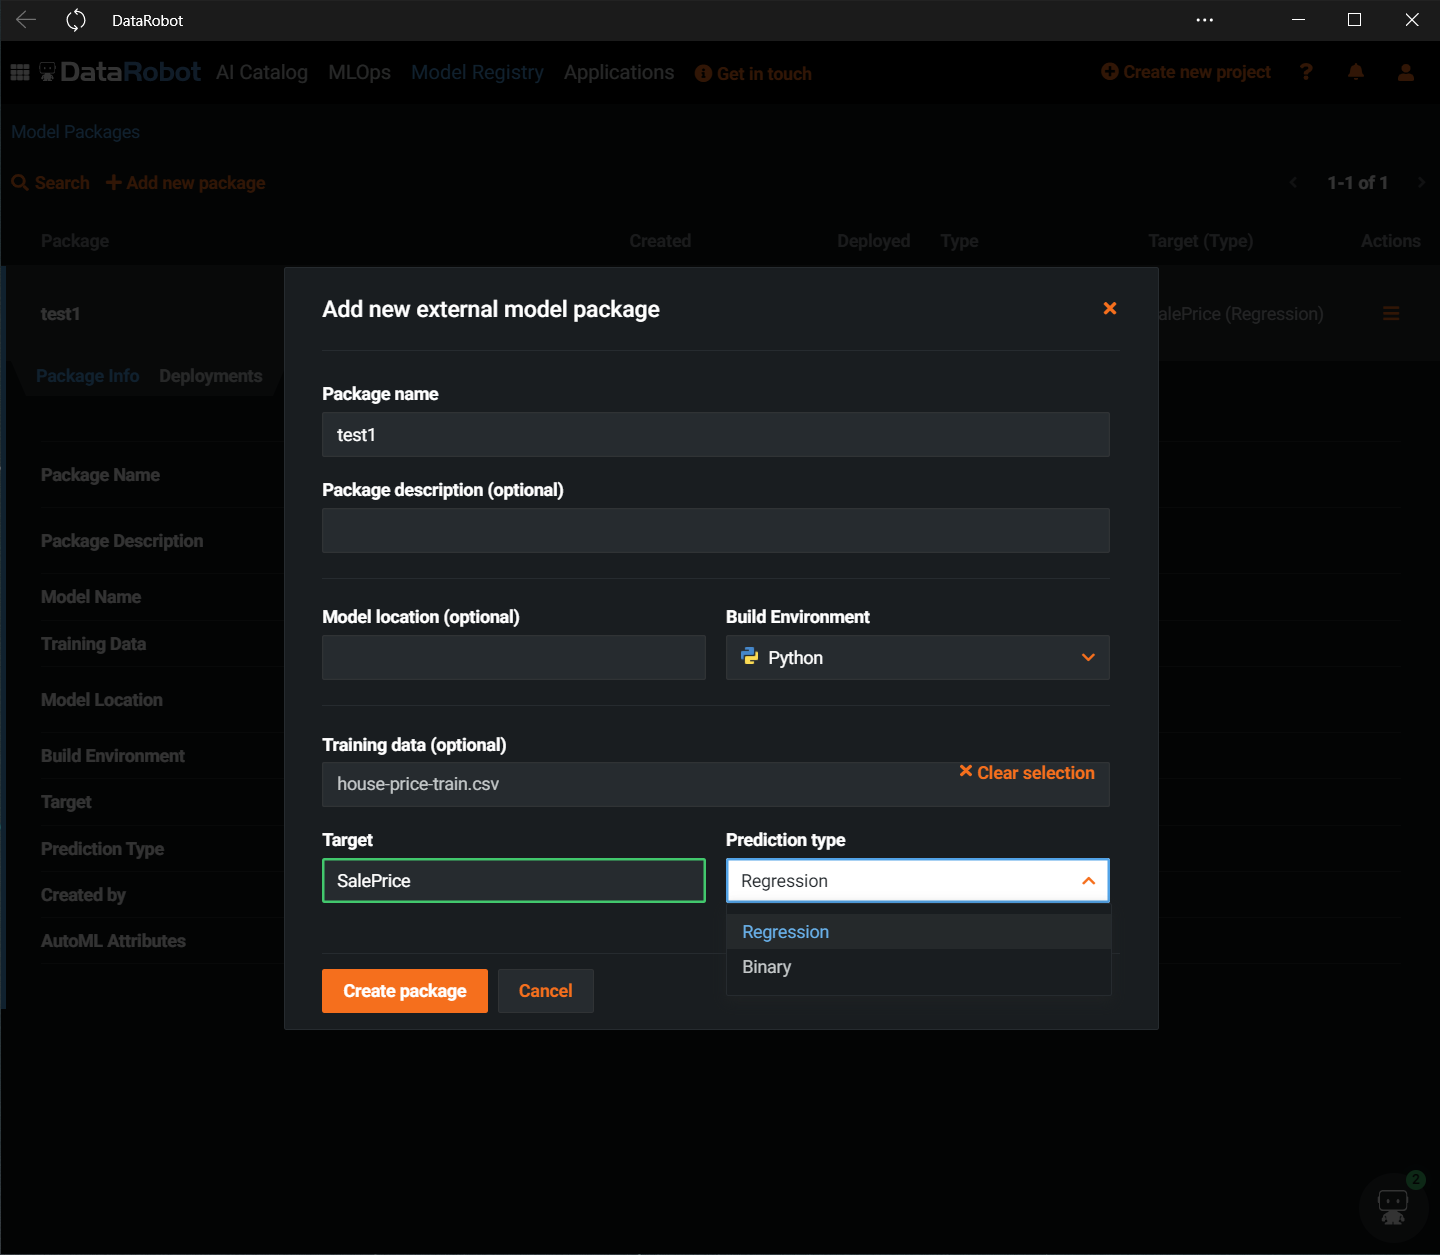 DataRobot
DataRobot AI Catalog MLOps Model Registry Applications Get in touch Create new project ?
Model Packages
Search Add new package 1-1 of 1
Package Created Deployed Type Target (Type) Actions
test1 alePrice (Regression)
Package Info Deployments
Package Name
Package Description
Model Name
Training Data
Model Location
Build Environment
Target
Prediction Type
Created by
AutoML Attributes
Add new external model package
Package name
test1
Package description (optional)
Model location (optional) Build Environment
Python
Training data (optional)
house-price-train.csv Clear selection
Target Prediction type
SalePrice Regression
Regression
Binary
Create package Cancel
2